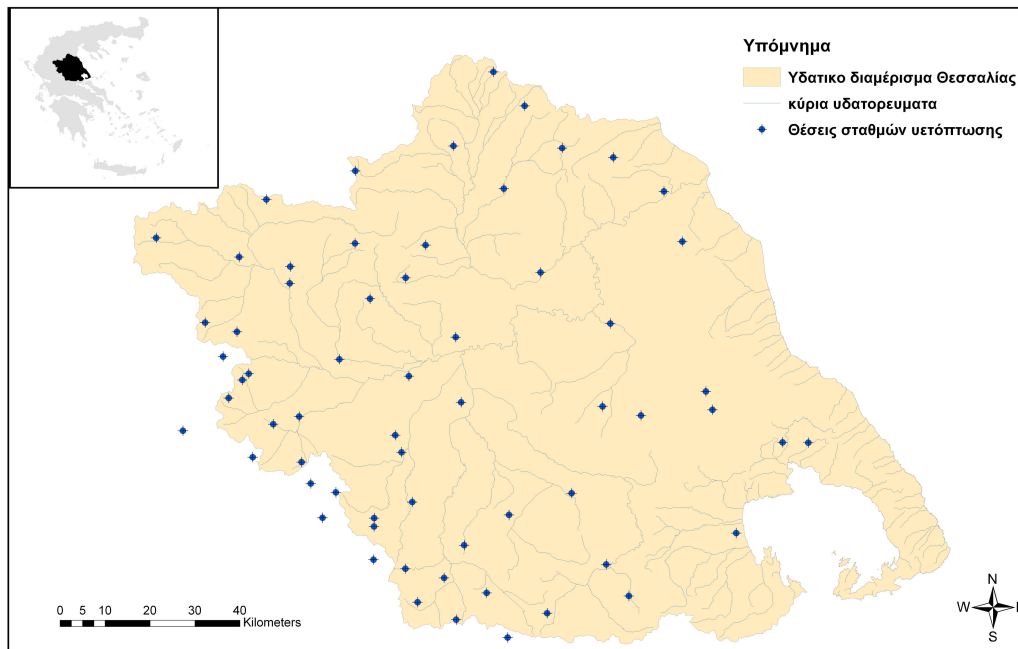 Υπόμνημα
Υδατικο διαμέρισμα Θεσσαλίας
κύρια υδατορευματα
Θέσεις σταθμών υετόπτωσης
0 5 10 20 30 40
Kilometers
N
W
S